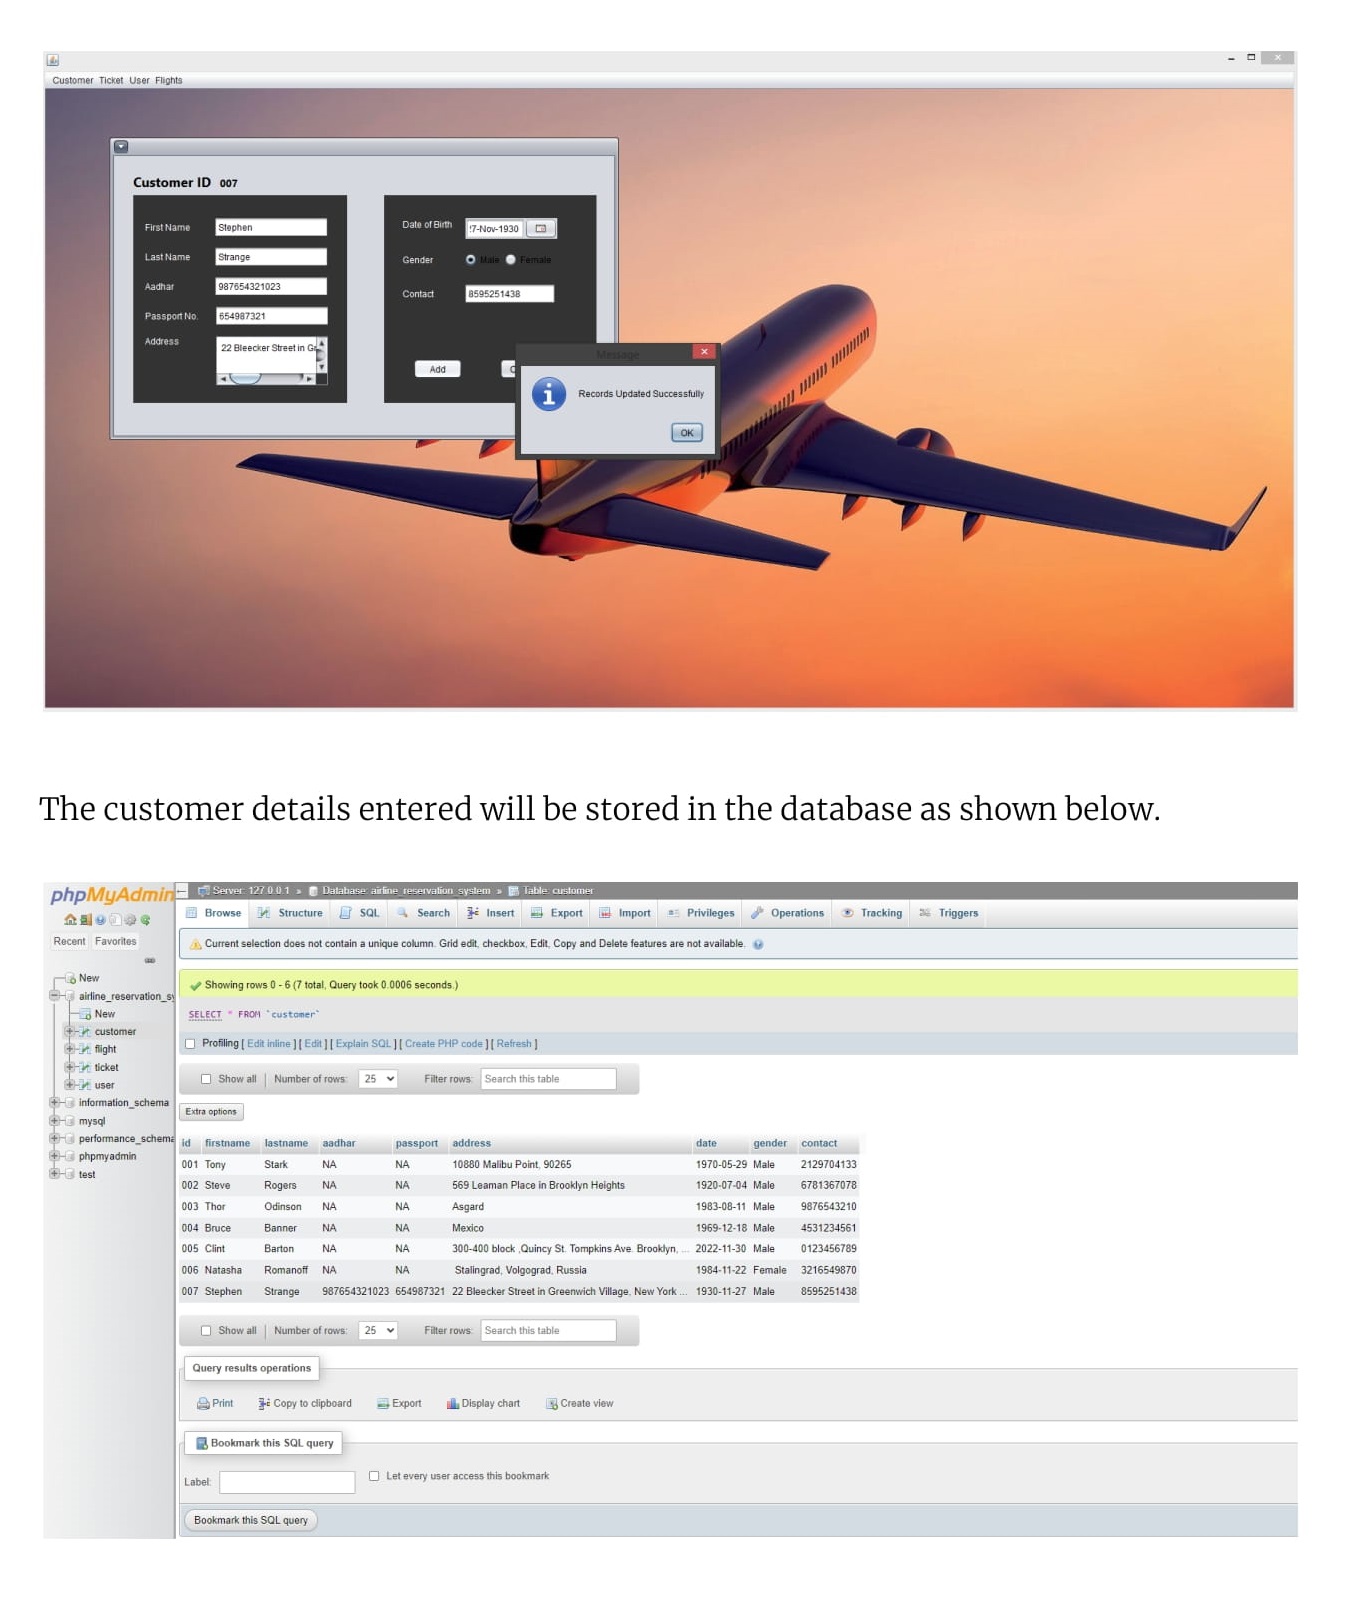 Customer Ticket User Flights
Customer ID 007
First Name Stephen
Last Name Strange
Aadhar 987654321023
Passport No. 654987321
Address 22 Bleecker Street in Gr
Date of Birth 7-Nov-1930
Gender Male Female
Contact 8595251438
Add
Message
Records Updated Successfully
OK
The customer details entered will be stored in the database as shown below.
phpMyAdmin
Recent Favorites
New
airline_reservation_sy
New
customer
flight
ticket
user
information_schema
mysql
performance_schema
phpmyadmin
test
Server: 127.0.0.1 » Database: airline_reservation_system » Table: customer
Browse Structure SQL Search Insert Export Import Privileges Operations Tracking Triggers
Current selection does not contain a unique column. Grid edit, checkbox, Edit, Copy and Delete features are not available.
Showing rows 0 - 6 (7 total, Query took 0.0006 seconds.)
SELECT * FROM `customer`
Profiling [ Edit inline ] [ Edit ] [ Explain SQL ] [ Create PHP code ] [ Refresh ]
Show all | Number of rows: 25 Filter rows: Search this table
Extra options
id firstname lastname aadhar passport address date gender contact
001 Tony Stark NA NA 10880 Malibu Point, 90265 1970-05-29 Male 2129704133
002 Steve Rogers NA NA 569 Leaman Place in Brooklyn Heights 1920-07-04 Male 6781367078
003 Thor Odinson NA NA Asgard 1983-08-11 Male 9876543210
004 Bruce Banner NA NA Mexico 1969-12-18 Male 4531234561
005 Clint Barton NA NA 300-400 block ,Quincy St. Tompkins Ave. Brooklyn, ... 2022-11-30 Male 0123456789
006 Natasha Romanoff NA NA Stalingrad, Volgograd, Russia 1984-11-22 Female 3216549870
007 Stephen Strange 987654321023 654987321 22 Bleecker Street in Greenwich Village, New York ... 1930-11-27 Male 8595251438
Show all | Number of rows: 25 Filter rows: Search this table
Query results operations
Print Copy to clipboard Export Display chart Create view
Bookmark this SQL query
Label: Let every user access this bookmark
Bookmark this SQL query